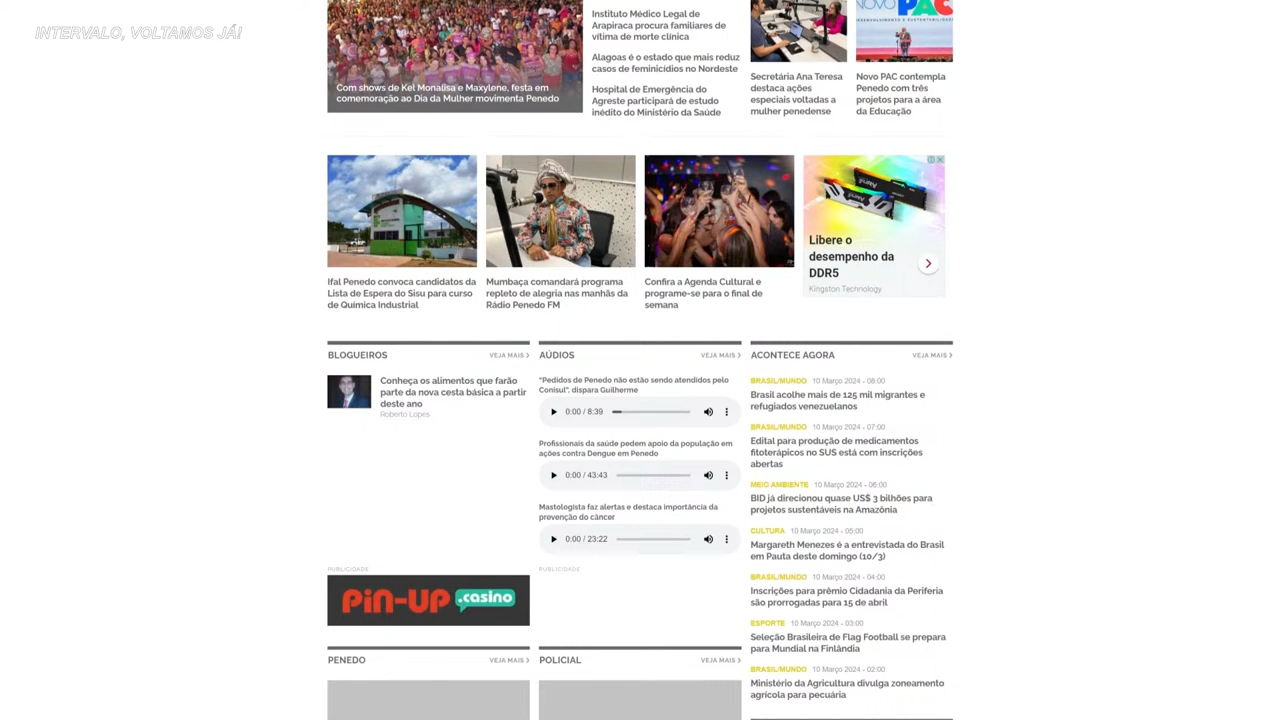 INTERVALO, VOLTAMOS JÁ!
Com shows de Kel Monalisa e Maxylene, festa em
comemoração ao Dia da Mulher movimenta Penedo
Instituto Médico Legal de
Arapiraca procura familiares de
vítima de morte clínica
Alagoas é o estado que mais reduz
casos de feminicídios no Nordeste
Hospital de Emergência do
Agreste participará de estudo
inédito do Ministério da Saúde
Secretária Ana Teresa
destaca ações
especiais voltadas a
mulher penedense
NOVO PAC
DESENVOLVIMENTO E SUSTENTABILIDADE
Novo PAC contempla
Penedo com três
projetos para a área
da Educação
Ifal Penedo convoca candidatos da
Lista de Espera do Sisu para curso
de Química Industrial
Mumbaça comandará programa
repleto de alegria nas manhãs da
Rádio Penedo FM
Confira a Agenda Cultural e
programe-se para o final de
semana
Libere o
desempenho da
DDR5
Kingston Technology
BLOGUEIROS
VEJA MAIS
Conheça os alimentos que farão
parte da nova cesta básica a partir
deste ano
Roberto Lopes
PUBLICIDADE
PiN-UP.casino
AÚDIOS
VEJA MAIS
"Pedidos de Penedo não estão sendo atendidos pelo
Conisul", dispara Guilherme
0:00 / 8:39
Profissionais da saúde pedem apoio da população em
ações contra Dengue em Penedo
0:00 / 43:43
Mastologista faz alertas e destaca importância da
prevenção do câncer
0:00 / 23:22
PUBLICIDADE
ACONTECE AGORA
VEJA MAIS
BRASIL/MUNDO 10 Março 2024 - 08:00
Brasil acolhe mais de 125 mil migrantes e
refugiados venezuelanos
BRASIL/MUNDO 10 Março 2024 - 07:00
Edital para produção de medicamentos
fitoterápicos no SUS está com inscrições
abertas
MEIO AMBIENTE 10 Março 2024 - 06:00
BID já direcionou quase US$ 3 bilhões para
projetos sustentáveis na Amazônia
CULTURA 10 Março 2024 - 05:00
Margareth Menezes é a entrevistada do Brasil
em Pauta deste domingo (10/3)
BRASIL/MUNDO 10 Março 2024 - 04:00
Inscrições para prêmio Cidadania da Periferia
são prorrogadas para 15 de abril
ESPORTE 10 Março 2024 - 03:00
Seleção Brasileira de Flag Football se prepara
para Mundial na Finlândia
BRASIL/MUNDO 10 Março 2024 - 02:00
Ministério da Agricultura divulga zoneamento
agrícola para pecuária
PENEDO
VEJA MAIS
POLICIAL
VEJA MAIS